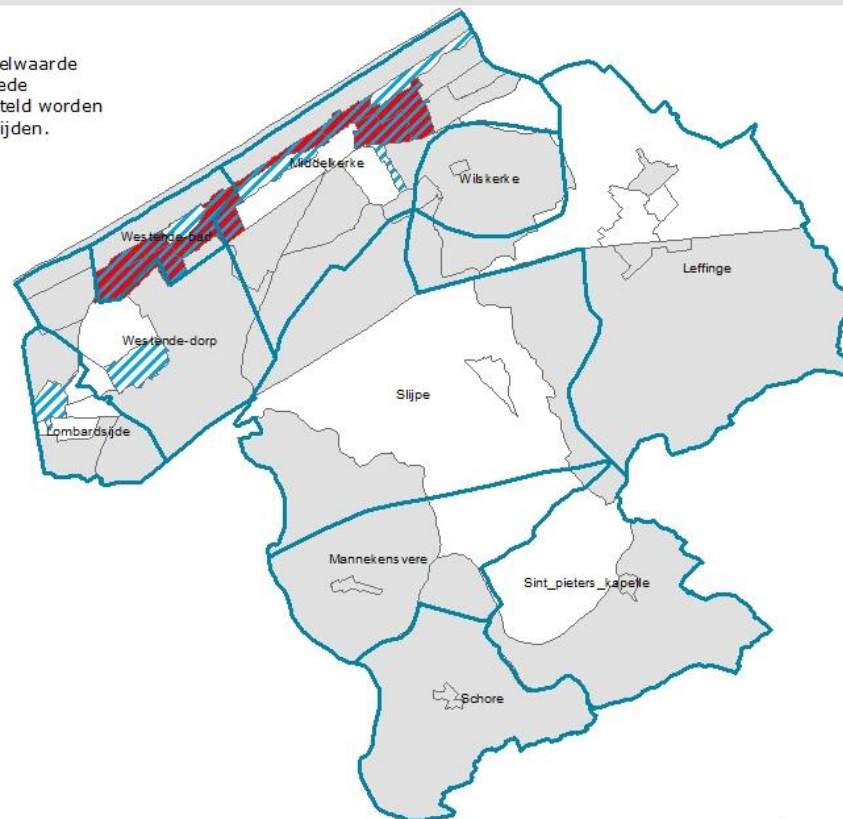 elwaarde
ede
teld worden
ijden.
Middelkerke
Wilskerke
Westende-bad
Leffinge
Westende-dorp
Slijpe
Lombardsijde
Mannekensvere
Sint_pieters_kapelle
Schore